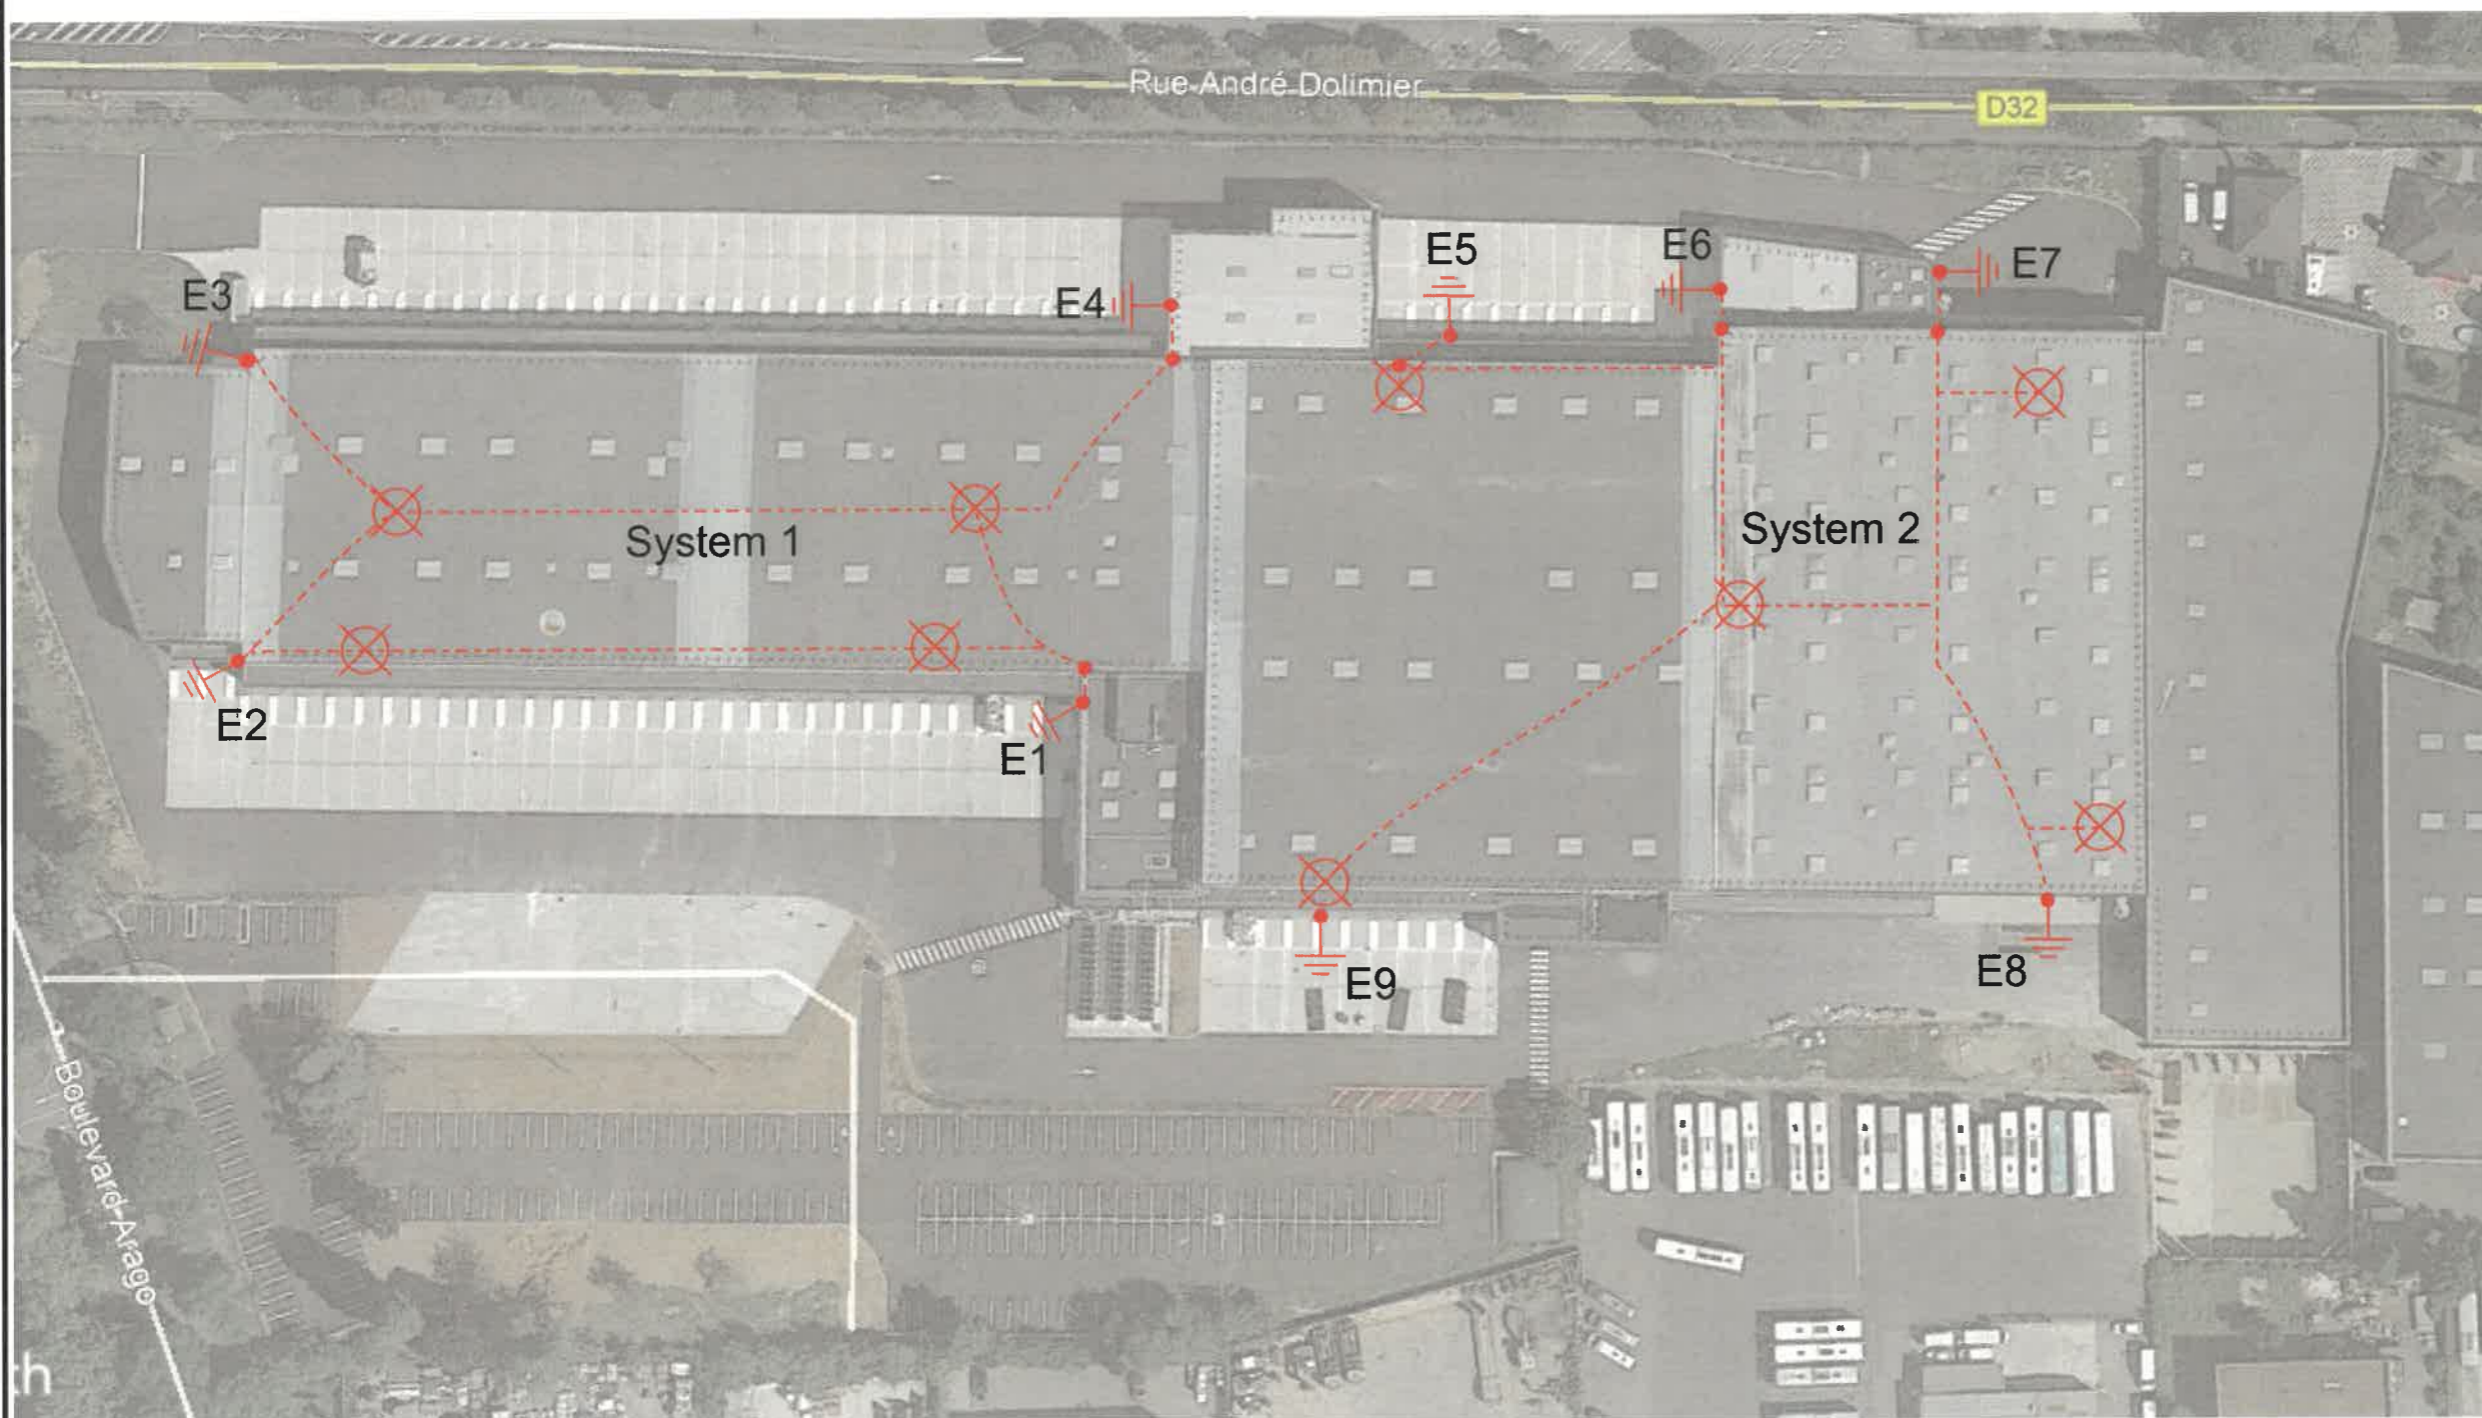 Rue André Dolimier
D32
E5
E6
E7
E3
E4
System 1
System 2
E2
E1
E9
E8
Boulevard Arago
th